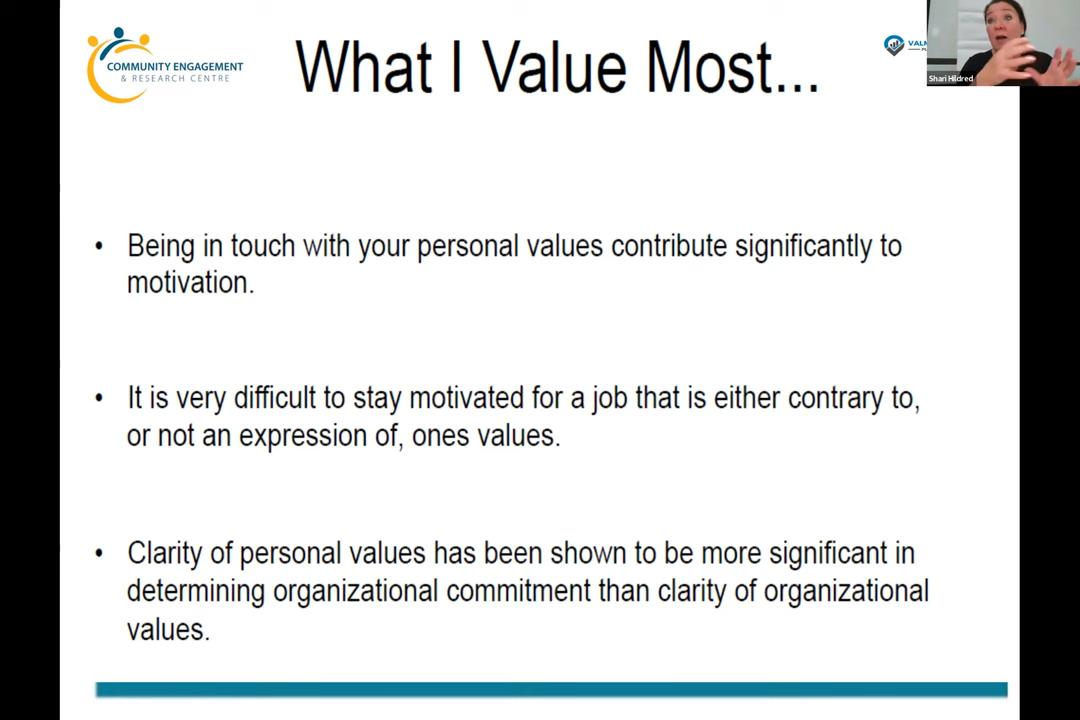 COMMUNITY ENGAGEMENT
& RESEARCH CENTRE
What I Value Most...
Shari Hildred
• Being in touch with your personal values contribute significantly to
motivation.
• It is very difficult to stay motivated for a job that is either contrary to,
or not an expression of, ones values.
• Clarity of personal values has been shown to be more significant in
determining organizational commitment than clarity of organizational
values.